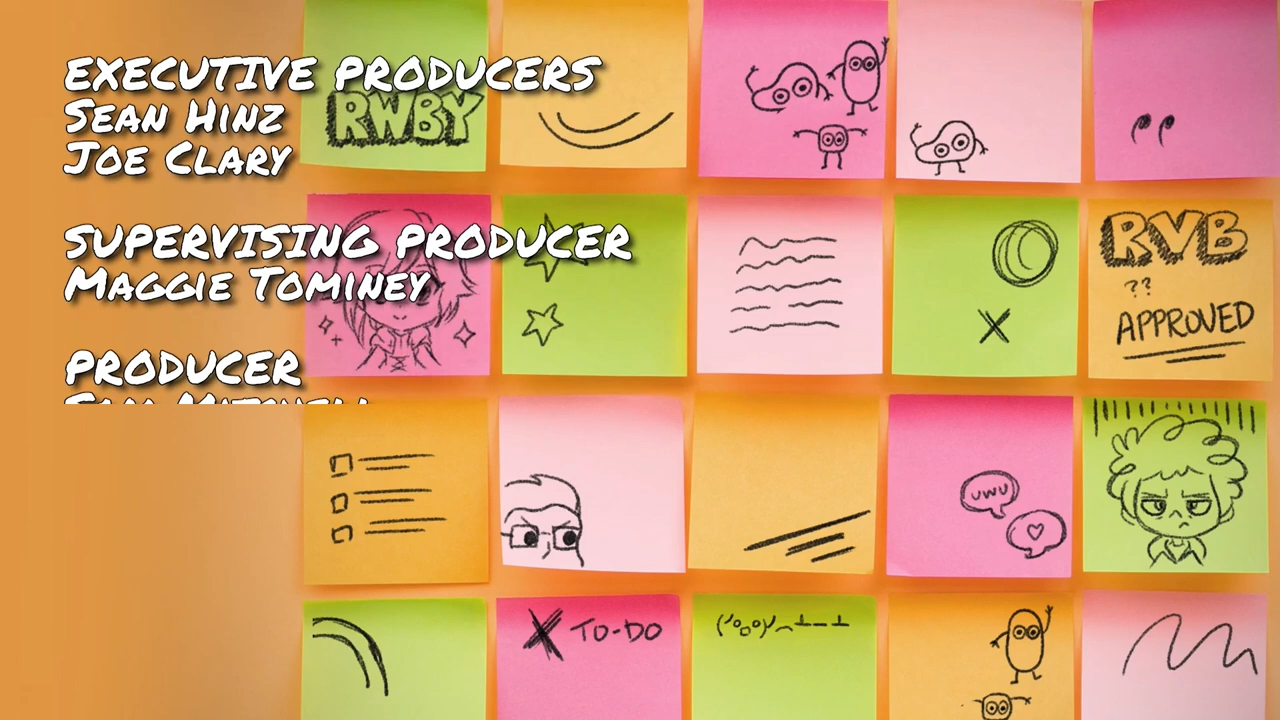 EXECUTIVE PRODUCERS
SEAN HINZ
JOE CLARY
RWBY
SUPERVISING PRODUCER
MAGGIE TOMINEY
RVB
??
APPROVED
PRODUCER
UWU
X TO-DO